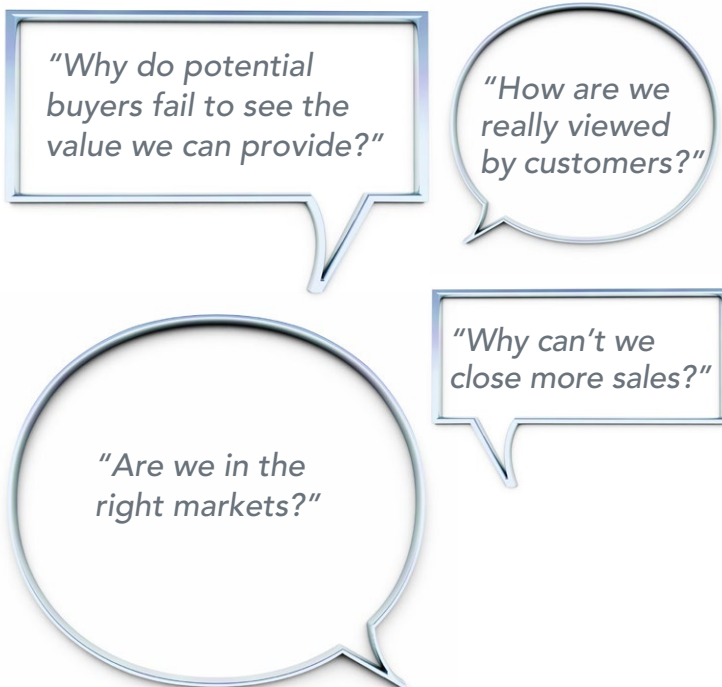 “Why do potential
buyers fail to see the
value we can provide?”
“How are we
really viewed
by customers?”
“Why can’t we
close more sales?”
“Are we in the
right markets?”